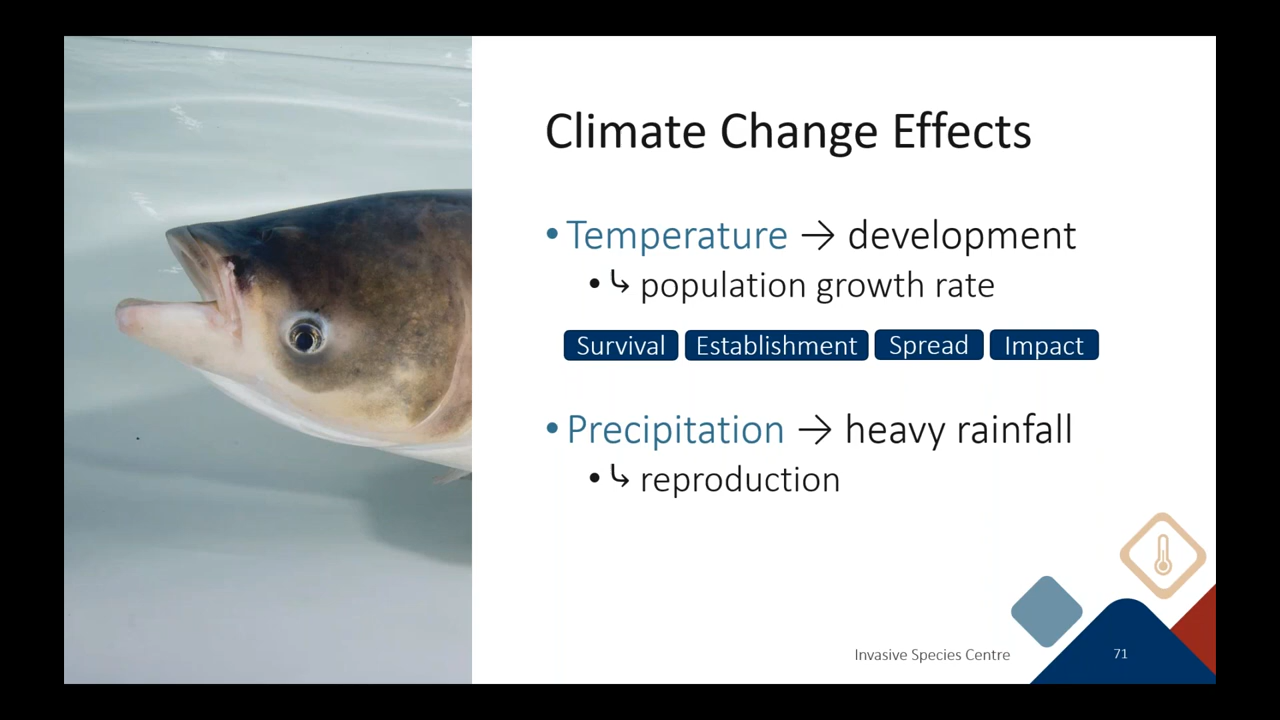 Climate Change Effects
• Temperature → development
• ↳ population growth rate
Survival Establishment Spread Impact
• Precipitation → heavy rainfall
• ↳ reproduction
Invasive Species Centre 71